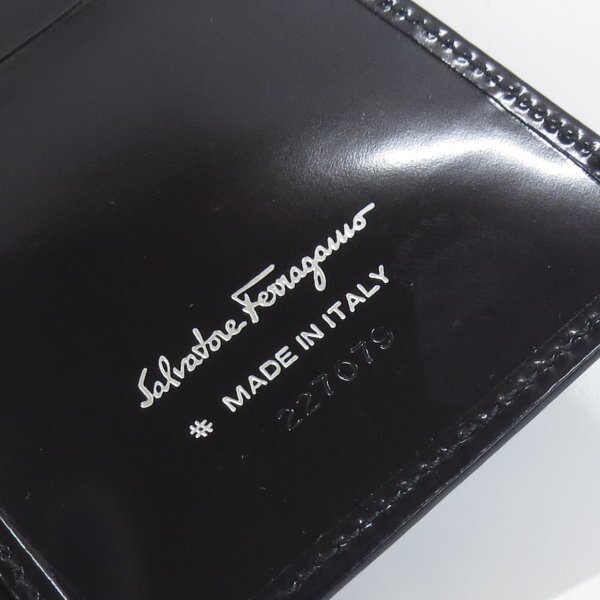 Salvatore Ferragamo
* MADE IN ITALY
227079